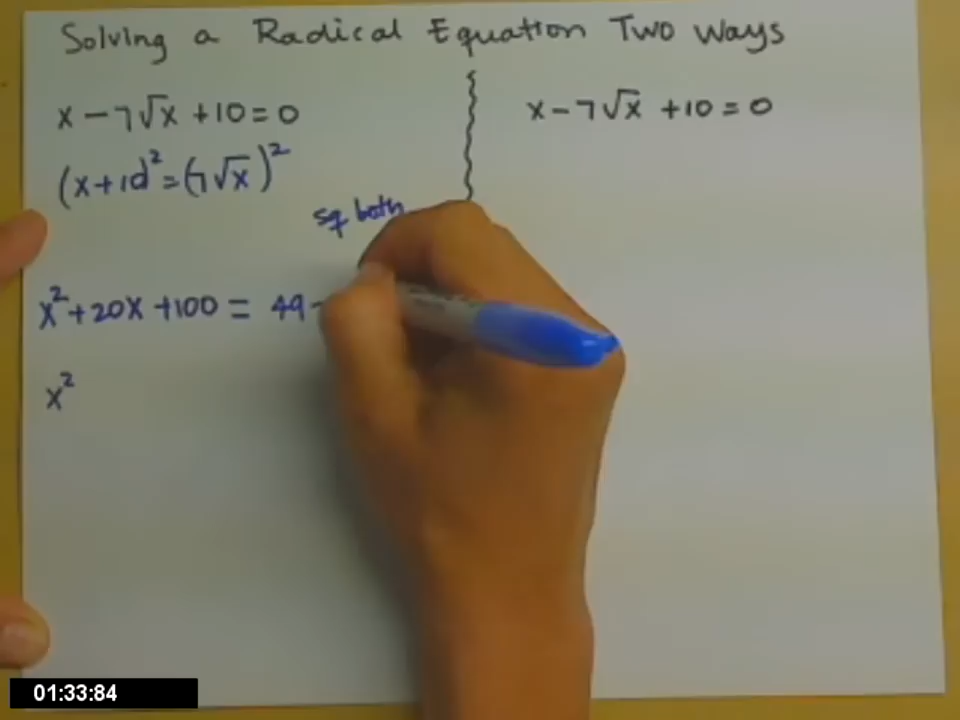 Solving a Radical Equation Two Ways
x - 7√x + 10 = 0
(x + 10)² = (7√x)²
sq both
x² + 20x + 100 = 49
x²
x - 7√x + 10 = 0
01:33:84